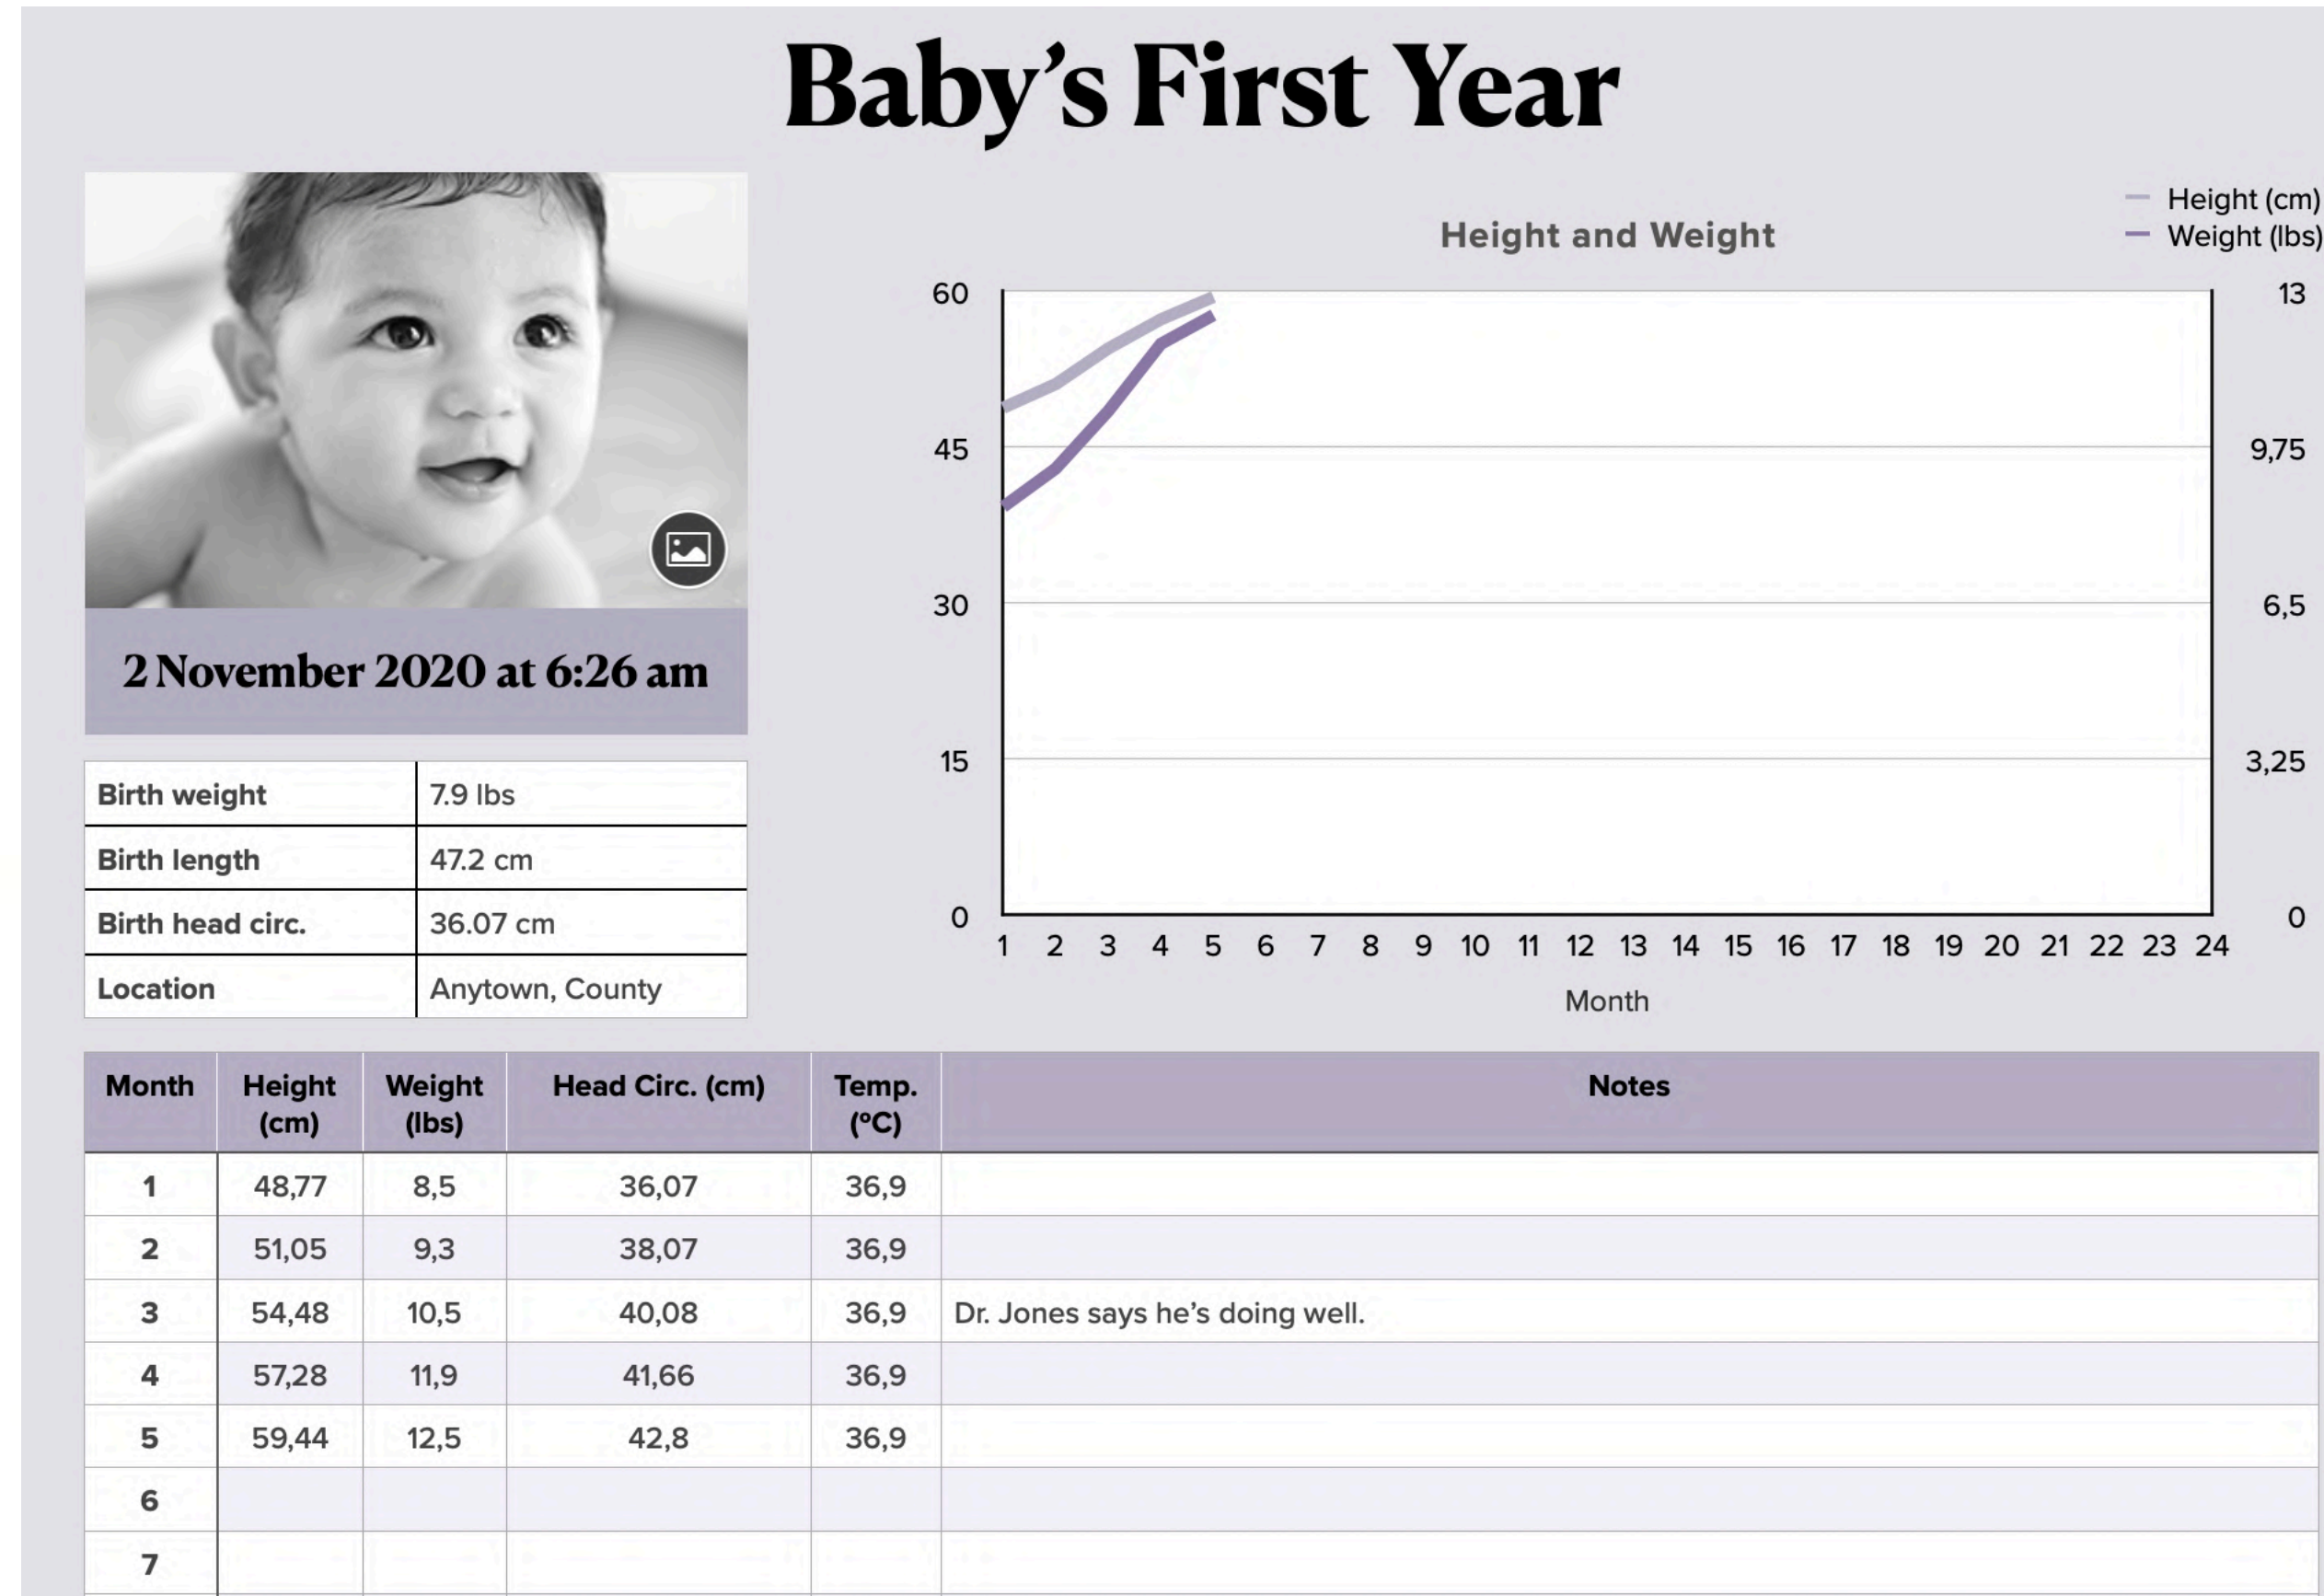 Baby’s First Year
2 November 2020 at 6:26 am
Birth weight 7.9 lbs
Birth length 47.2 cm
Birth head circ. 36.07 cm
Location Anytown, County
Height (cm)
Weight (lbs)
Height and Weight
60 13
45 9,75
30 6,5
15 3,25
0 0
1 2 3 4 5 6 7 8 9 10 11 12 13 14 15 16 17 18 19 20 21 22 23 24
Month
Month Height (cm) Weight (lbs) Head Circ. (cm) Temp. (ºC) Notes
1 48,77 8,5 36,07 36,9
2 51,05 9,3 38,07 36,9
3 54,48 10,5 40,08 36,9 Dr. Jones says he’s doing well.
4 57,28 11,9 41,66 36,9
5 59,44 12,5 42,8 36,9
6
7